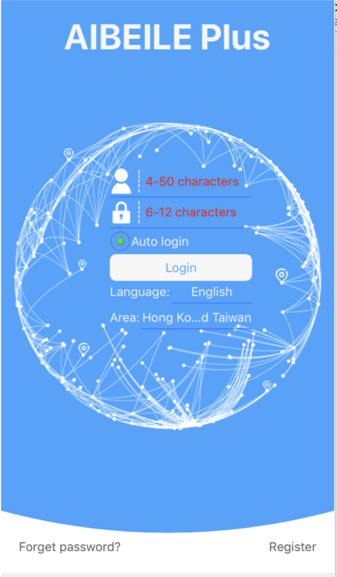 AIBEILE Plus
4-50 characters
6-12 characters
Auto login
Login
Language: English
Area: Hong Ko...d Taiwan
Forget password? Register